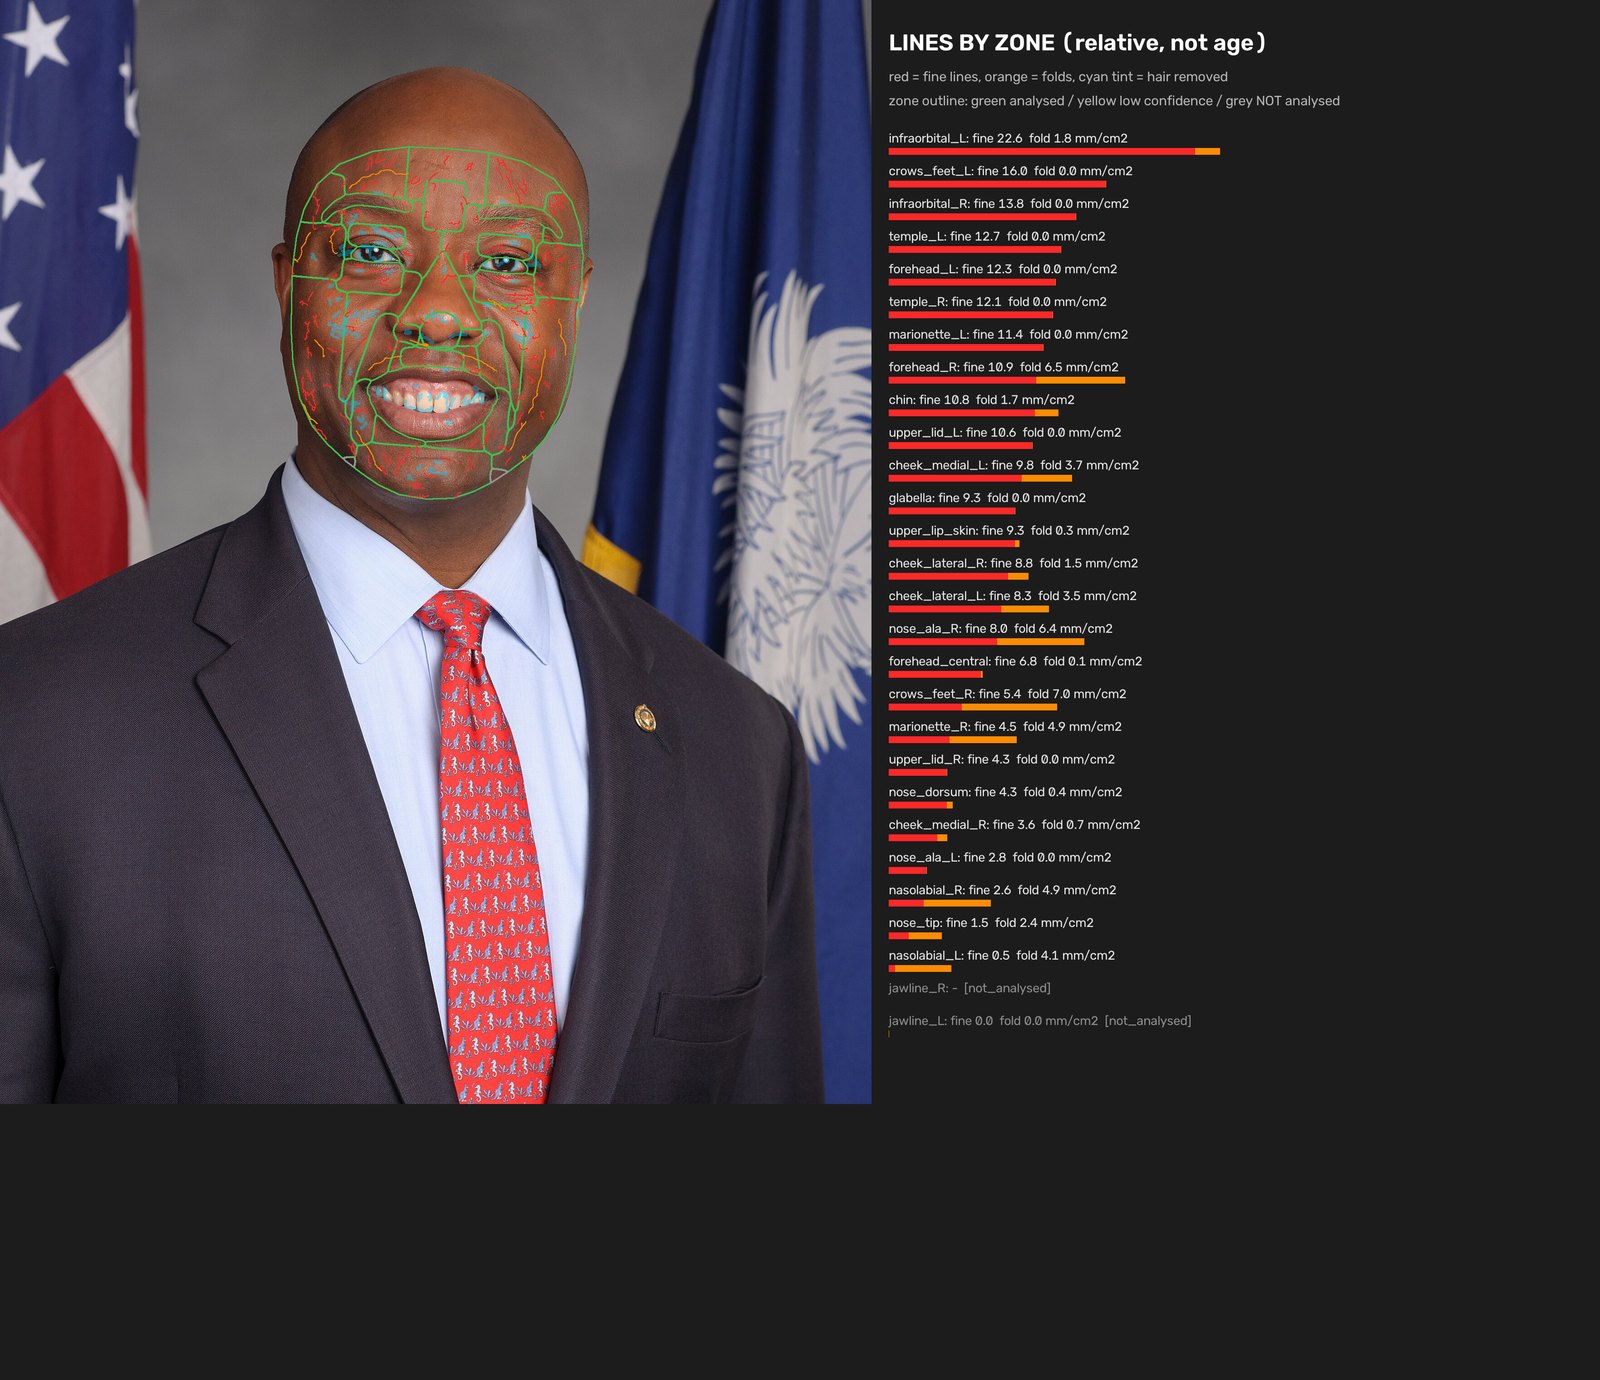 LINES BY ZONE (relative, not age)
red = fine lines, orange = folds, cyan tint = hair removed
zone outline: green analysed / yellow low confidence / grey NOT analysed
infraorbital_L: fine 22.6 fold 1.8 mm/cm2
crows_feet_L: fine 16.0 fold 0.0 mm/cm2
infraorbital_R: fine 13.8 fold 0.0 mm/cm2
temple_L: fine 12.7 fold 0.0 mm/cm2
forehead_L: fine 12.3 fold 0.0 mm/cm2
temple_R: fine 12.1 fold 0.0 mm/cm2
marionette_L: fine 11.4 fold 0.0 mm/cm2
forehead_R: fine 10.9 fold 6.5 mm/cm2
chin: fine 10.8 fold 1.7 mm/cm2
upper_lid_L: fine 10.6 fold 0.0 mm/cm2
cheek_medial_L: fine 9.8 fold 3.7 mm/cm2
glabella: fine 9.3 fold 0.0 mm/cm2
upper_lip_skin: fine 9.3 fold 0.3 mm/cm2
cheek_lateral_R: fine 8.8 fold 1.5 mm/cm2
cheek_lateral_L: fine 8.3 fold 3.5 mm/cm2
nose_ala_R: fine 8.0 fold 6.4 mm/cm2
forehead_central: fine 6.8 fold 0.1 mm/cm2
crows_feet_R: fine 5.4 fold 7.0 mm/cm2
marionette_R: fine 4.5 fold 4.9 mm/cm2
upper_lid_R: fine 4.3 fold 0.0 mm/cm2
nose_dorsum: fine 4.3 fold 0.4 mm/cm2
cheek_medial_R: fine 3.6 fold 0.7 mm/cm2
nose_ala_L: fine 2.8 fold 0.0 mm/cm2
nasolabial_R: fine 2.6 fold 4.9 mm/cm2
nose_tip: fine 1.5 fold 2.4 mm/cm2
nasolabial_L: fine 0.5 fold 4.1 mm/cm2
jawline_R: - [not_analysed]
jawline_L: fine 0.0 fold 0.0 mm/cm2 [not_analysed]